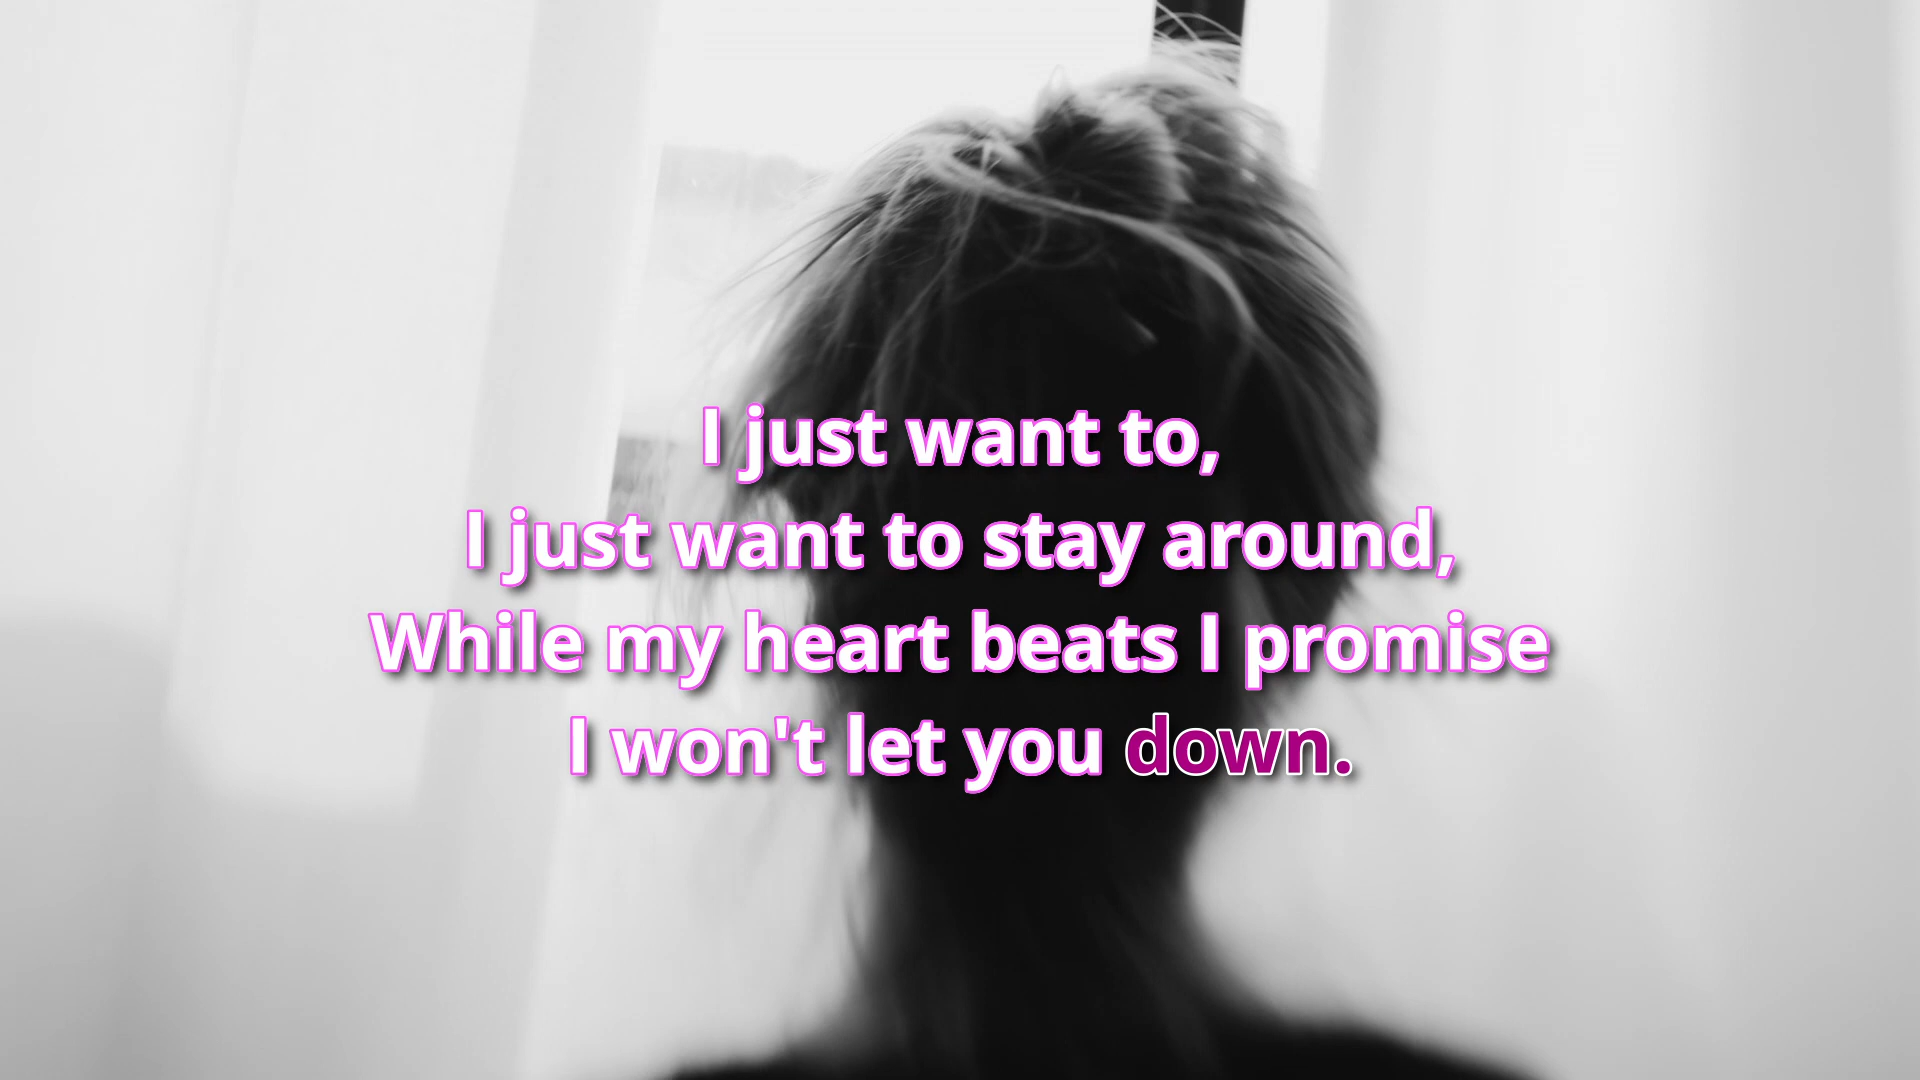 I just want to,
I just want to stay around,
While my heart beats I promise
I won't let you down.